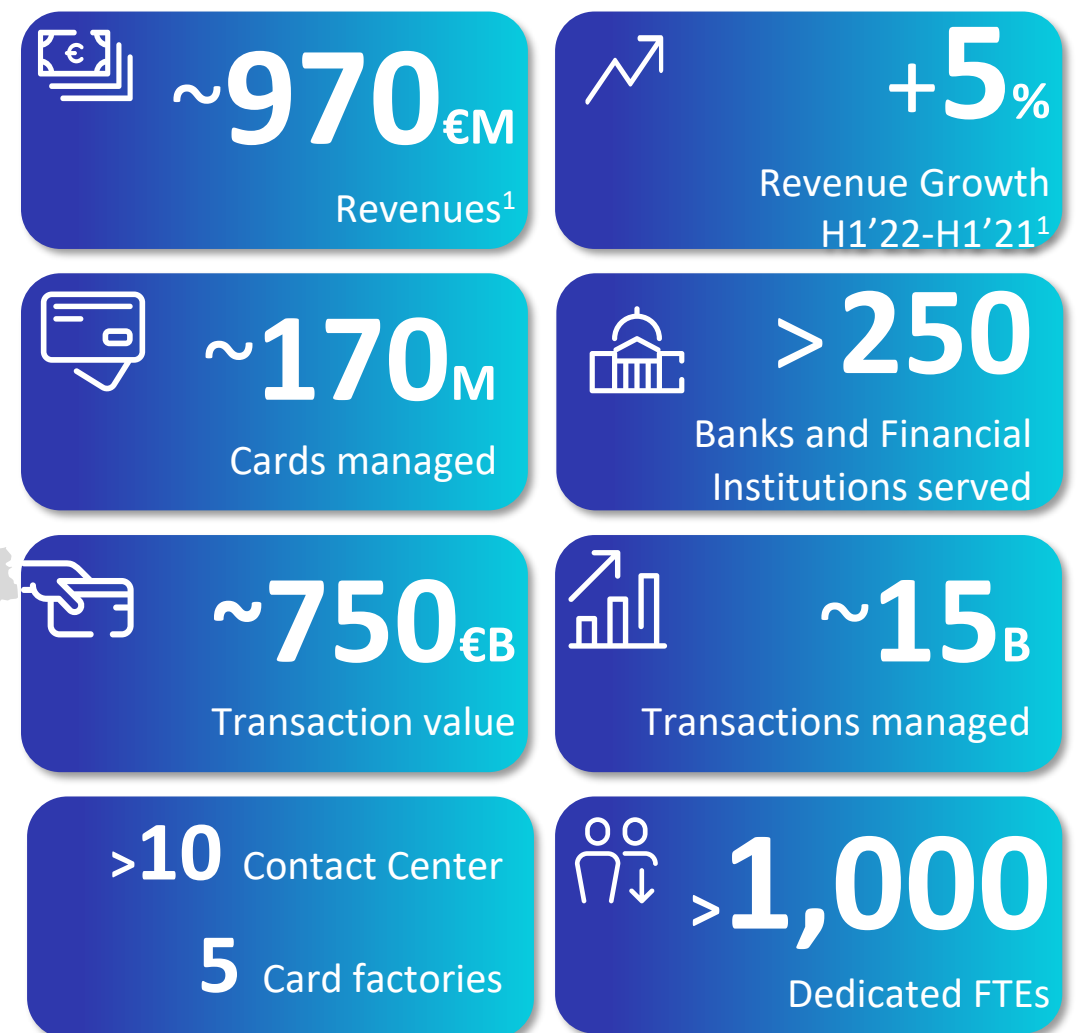 €
~970€M
Revenues¹
+5%
Revenue Growth
H1’22-H1’21¹
~170M
Cards managed
>250
Banks and Financial
Institutions served
~750€B
Transaction value
~15B
Transactions managed
>10 Contact Center
5 Card factories
>1,000
Dedicated FTEs